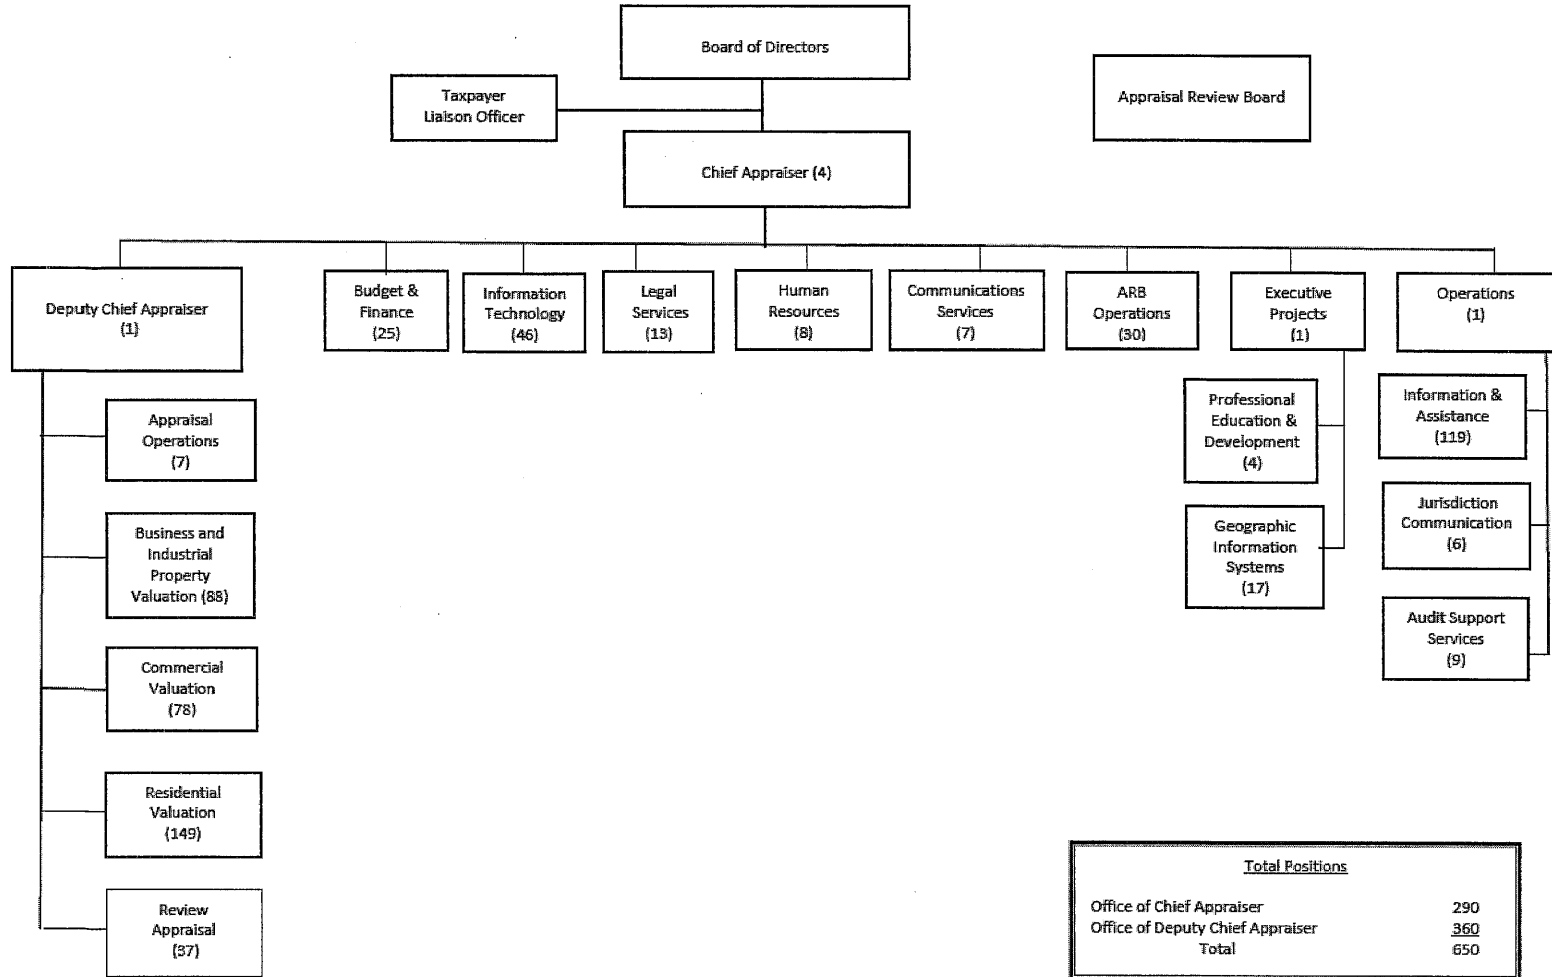 Board of Directors
Taxpayer
Liaison Officer
Appraisal Review Board
Chief Appraiser (4)
Deputy Chief Appraiser
(1)
Budget &
Finance
(25)
Information
Technology
(46)
Legal
Services
(13)
Human
Resources
(8)
Communications
Services
(7)
ARB
Operations
(30)
Executive
Projects
(1)
Operations
(1)
Appraisal
Operations
(7)
Business and
Industrial
Property
Valuation (88)
Commercial
Valuation
(78)
Residential
Valuation
(149)
Review
Appraisal
(37)
Professional
Education &
Development
(4)
Geographic
Information
Systems
(17)
Information &
Assistance
(119)
Jurisdiction
Communication
(6)
Audit Support
Services
(9)
Total Positions
Office of Chief Appraiser 290
Office of Deputy Chief Appraiser 360
Total 650